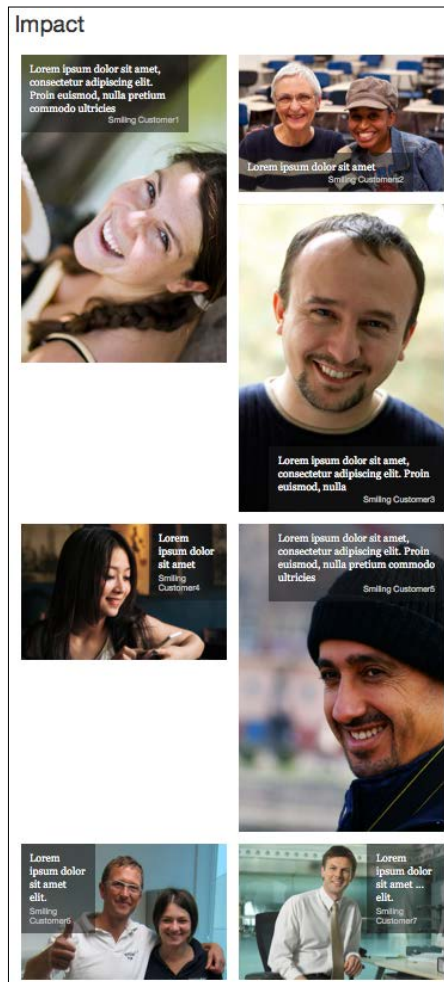 Impact
Lorem ipsum dolor sit amet,
consectetur adipiscing elit.
Proin euismod, nulla pretium
commodo ultricies
Smiling Customer1
Lorem ipsum dolor sit amet
Smiling Customers2
Lorem ipsum dolor sit amet,
consectetur adipiscing elit. Proin
euismod, nulla
Smiling Customer3
Lorem
ipsum dolor
sit amet
Smiling
Customer4
Lorem ipsum dolor sit amet,
consectetur adipiscing elit. Proin
euismod, nulla pretium commodo
ultricies
Smiling Customer5
Lorem
ipsum dolor
sit amet
elit.
Smiling
Customer6
Lorem
ipsum dolor
sit amet ...
elit.
Smiling
Customer7